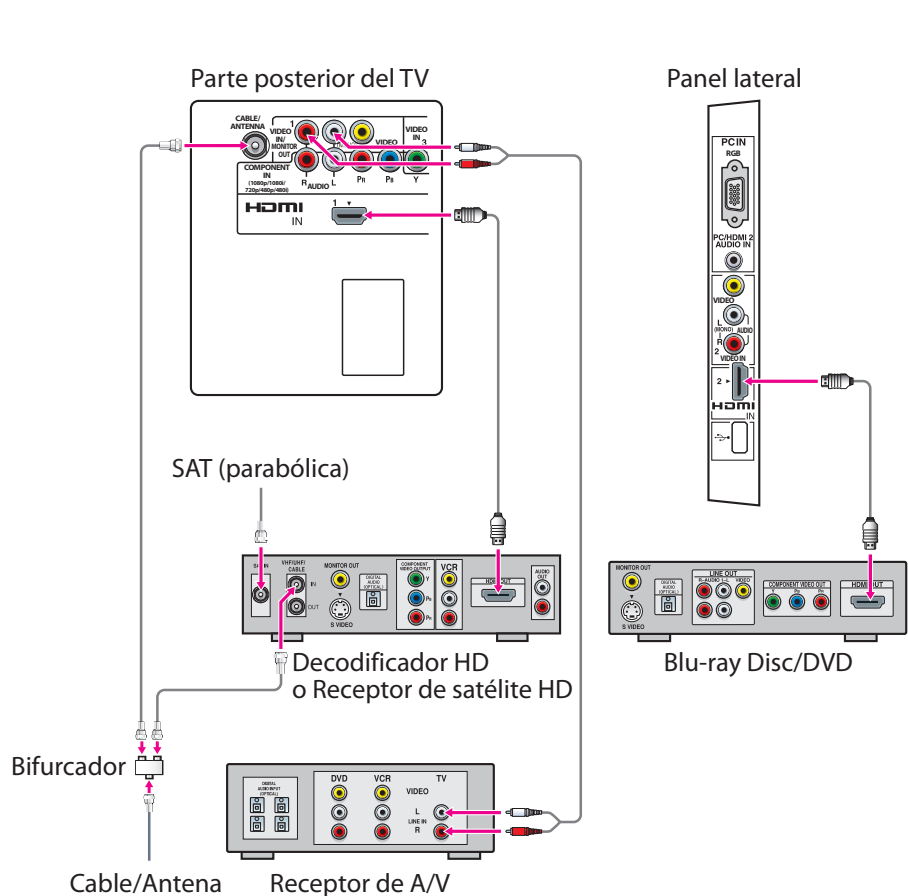 Parte posterior del TV
Panel lateral
CABLE/
ANTENNA
1
VIDEO
IN/
MONITOR
OUT
VIDEO
VIDEO
IN
3
COMPONENT
IN
(1080p/1080i/
720p/480p/480i)
R AUDIO L
PR
PB
Y
HDMI
IN
1
PC IN
RGB
PC/HDMI 2
AUDIO IN
VIDEO
L
(MONO)
AUDIO
R
2
VIDEO IN
2
HDMI
IN
SAT (parabólica)
SAT IN
VHF/UHF/
CABLE
IN
OUT
MONITOR OUT
S VIDEO
DIGITAL
AUDIO
(OPTICAL)
COMPONENT
VIDEO OUTPUT
Y
PB
PR
VCR
HDMI OUT
AUDIO
OUT
Decodificador HD
o Receptor de satélite HD
MONITOR OUT
S VIDEO
DIGITAL
AUDIO
(OPTICAL)
LINE OUT
R-AUDIO-L
VIDEO
COMPONENT VIDEO OUT
Y
PB
PR
HDMI OUT
Blu-ray Disc/DVD
Bifurcador
DIGITAL
AUDIO INPUT
(OPTICAL)
DVD
VCR
TV
VIDEO
L
LINE IN
R
Cable/Antena
Receptor de A/V